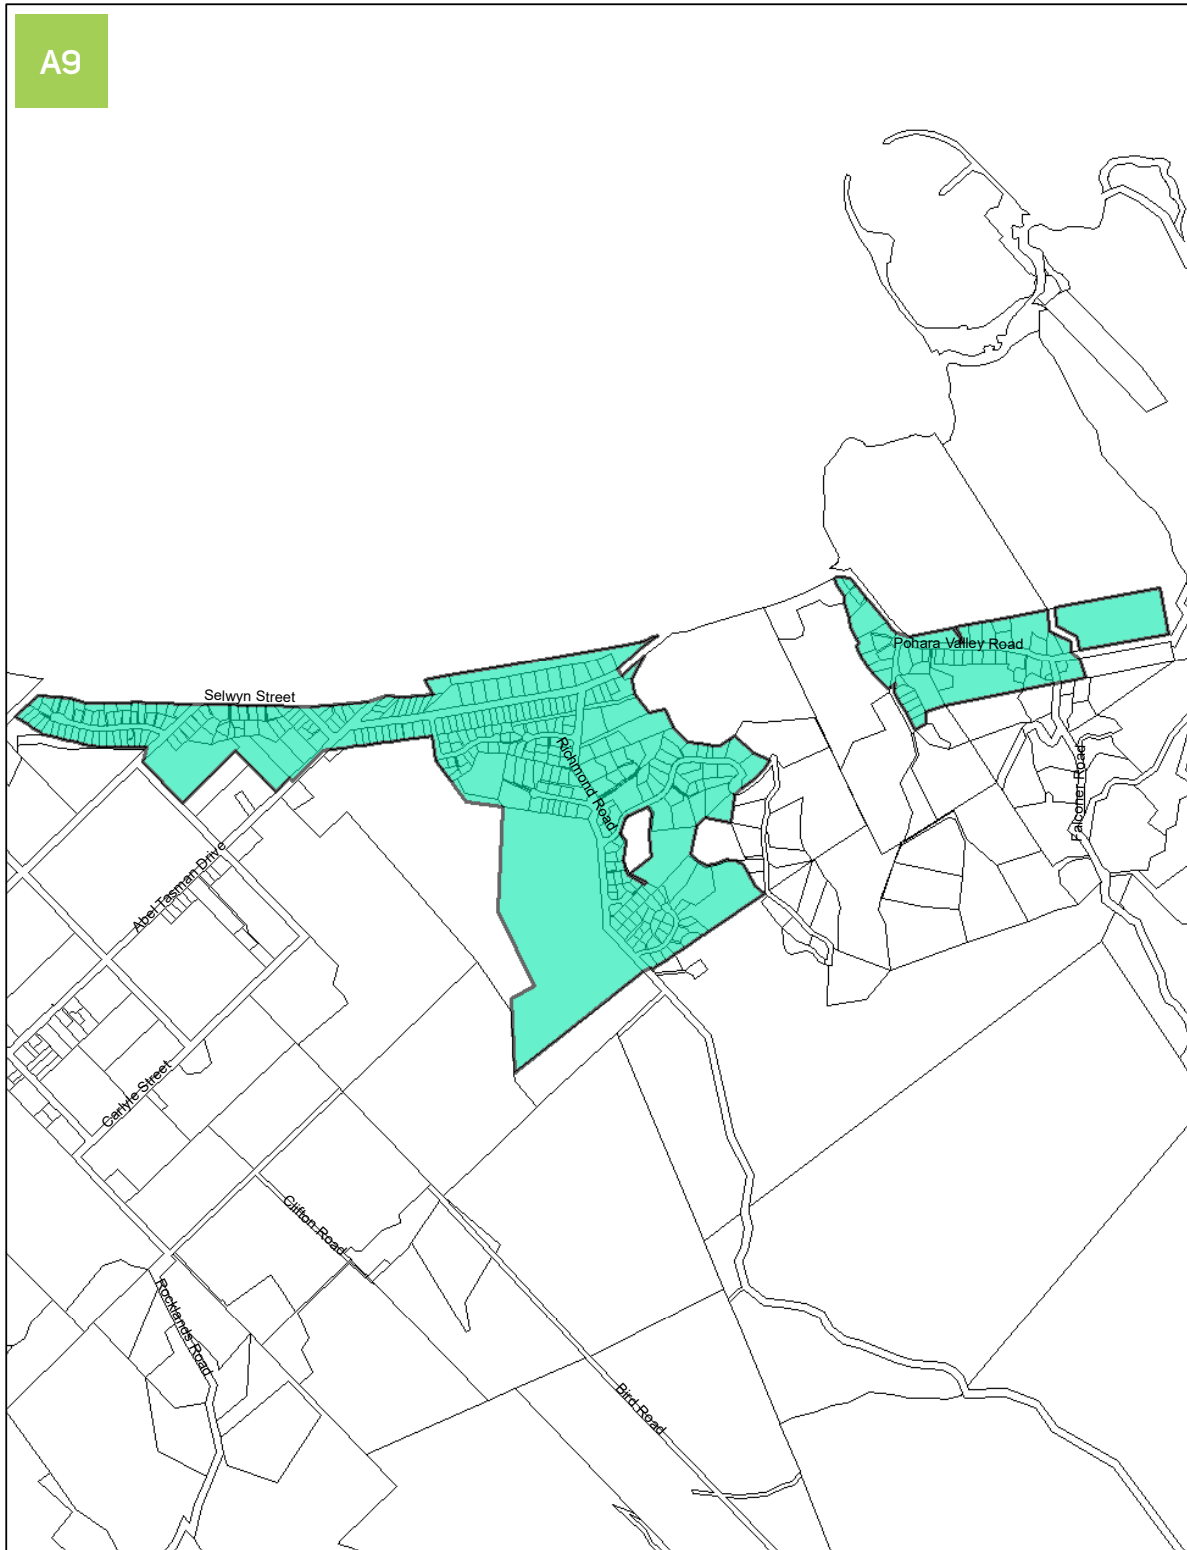 A9
Pohara Valley Road
Selwyn Street
Richmond Road
Falconer Road
Abel Tasman Drive
Carlyle Street
Clifton Road
Rocklands Road
Bird Road